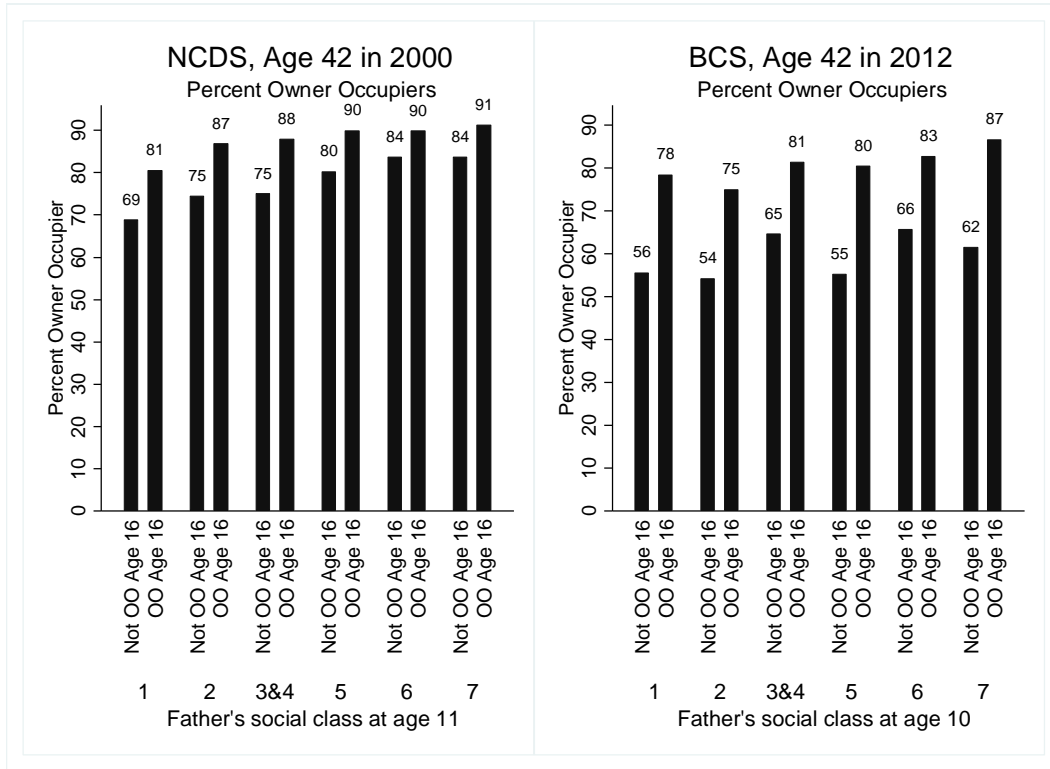 NCDS, Age 42 in 2000
Percent Owner Occupiers
Percent Owner Occupier
0
10
20
30
40
50
60
70
80
90
69
81
75
87
75
88
80
90
84
90
84
91
Not OO Age 16
OO Age 16
Not OO Age 16
OO Age 16
Not OO Age 16
OO Age 16
Not OO Age 16
OO Age 16
Not OO Age 16
OO Age 16
Not OO Age 16
OO Age 16
1 2 3&4 5 6 7
Father's social class at age 11
BCS, Age 42 in 2012
Percent Owner Occupiers
Percent Owner Occupier
0
10
20
30
40
50
60
70
80
90
56
78
54
75
65
81
55
80
66
83
62
87
Not OO Age 16
OO Age 16
Not OO Age 16
OO Age 16
Not OO Age 16
OO Age 16
Not OO Age 16
OO Age 16
Not OO Age 16
OO Age 16
Not OO Age 16
OO Age 16
1 2 3&4 5 6 7
Father's social class at age 10